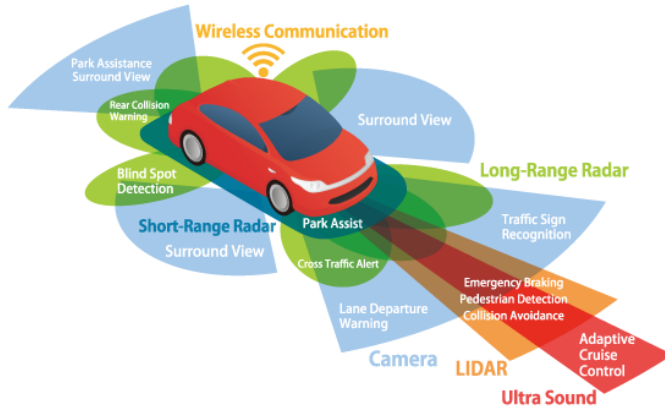 Wireless Communication
Park Assistance
Surround View
Rear Collision
Warning
Surround View
Blind Spot
Detection
Long-Range Radar
Short-Range Radar
Park Assist
Traffic Sign
Recognition
Surround View
Cross Traffic Alert
Emergency Braking
Pedestrian Detection
Collision Avoidance
Lane Departure
Warning
Adaptive
Cruise
Control
Camera
LIDAR
Ultra Sound